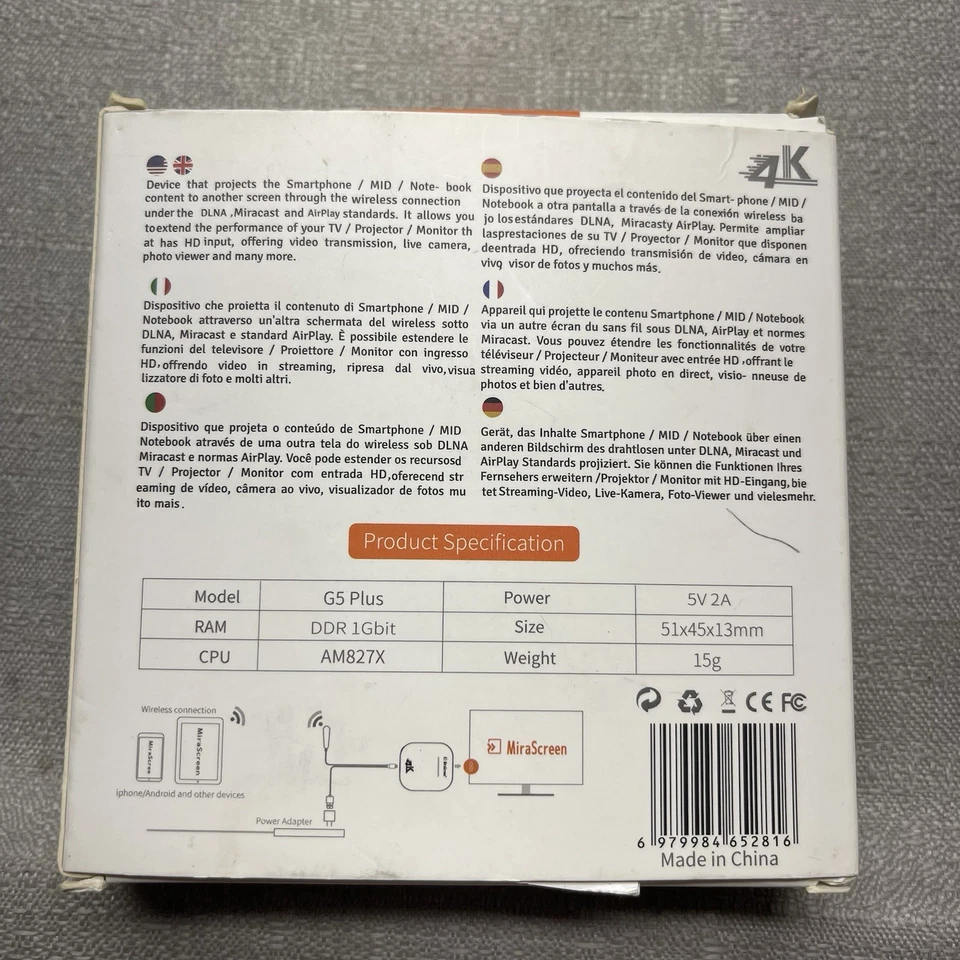 4K
Device that projects the Smartphone / MID / Note- book
content to another screen through the wireless connection
under the DLNA ,Miracast and AirPlay standards. It allows you
toextend the performance of your TV / Projector / Monitor th
at has HD input, offering video transmission, live camera,
photo viewer and many more.
Dispositivo que proyecta el contenido del Smart- phone / MID /
Notebook a otra pantalla a través de la conexión wireless ba
jo losestándares DLNA, Miracasty AirPlay. Permite ampliar
lasprestaciones de su TV / Proyector / Monitor que disponen
deentrada HD, ofreciendo transmisión de video, cámara en
vivo visor de fotos y muchos más.
Dispositivo che proietta il contenuto di Smartphone / MID /
Notebook attraverso un'altra schermata del wireless sotto
DLNA, Miracast e standard AirPlay. È possibile estendere le
funzioni del televisore / Proiettore / Monitor con ingresso
HD,offrendo video in streaming, ripresa dal vivo,visua
lizzatore di foto e molti altri.
Appareil qui projette le contenu Smartphone / MID / Notebook
via un autre écran du sans fil sous DLNA, AirPlay et normes
Miracast. Vous pouvez étendre les fonctionnalités de votre
téléviseur / Projecteur / Moniteur avec entrée HD ,offrant le
streaming vidéo, appareil photo en direct, visio- nneuse de
photos et bien d'autres.
Dispositivo que projeta o conteúdo de Smartphone / MID
Notebook através de uma outra tela do wireless sob DLNA
Miracast e normas AirPlay. Você pode estender os recursosd
TV / Projector / Monitor com entrada HD,oferecend str
eaming de vídeo, câmera ao vivo, visualizador de fotos mu
ito mais.
Gerät, das Inhalte Smartphone / MID / Notebook über einen
anderen Bildschirm des drahtlosen unter DLNA, Miracast und
AirPlay Standards projiziert. Sie können die Funktionen Ihres
Fernsehers erweitern /Projektor / Monitor mit HD-Eingang,bie
tet Streaming-Video, Live-Kamera, Foto-Viewer und vielesmehr.
Product Specification
Model G5 Plus Power 5V 2A
RAM DDR 1Gbit Size 51x45x13mm
CPU AM827X Weight 15g
Wireless connection
MiraScreen
MiraScreen
iphone/Android and other devices
Power Adapter
4K
MiraScreen
CE FC
6 979984 652816
Made in China